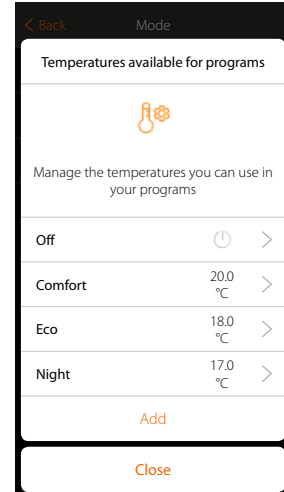 Back Mode
Temperatures available for programs
Manage the temperatures you can use in
your programs
Off
Comfort 20.0
°C
Eco 18.0
°C
Night 17.0
°C
Add
Close